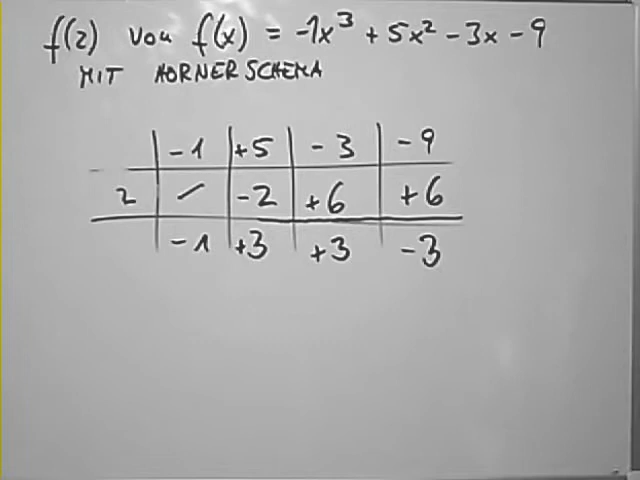 f(2) von f(x) = -1x³ + 5x² - 3x - 9
MIT HORNERSCHEMA
-1 +5 -3 -9
2 -2 +6 +6
-1 +3 +3 -3